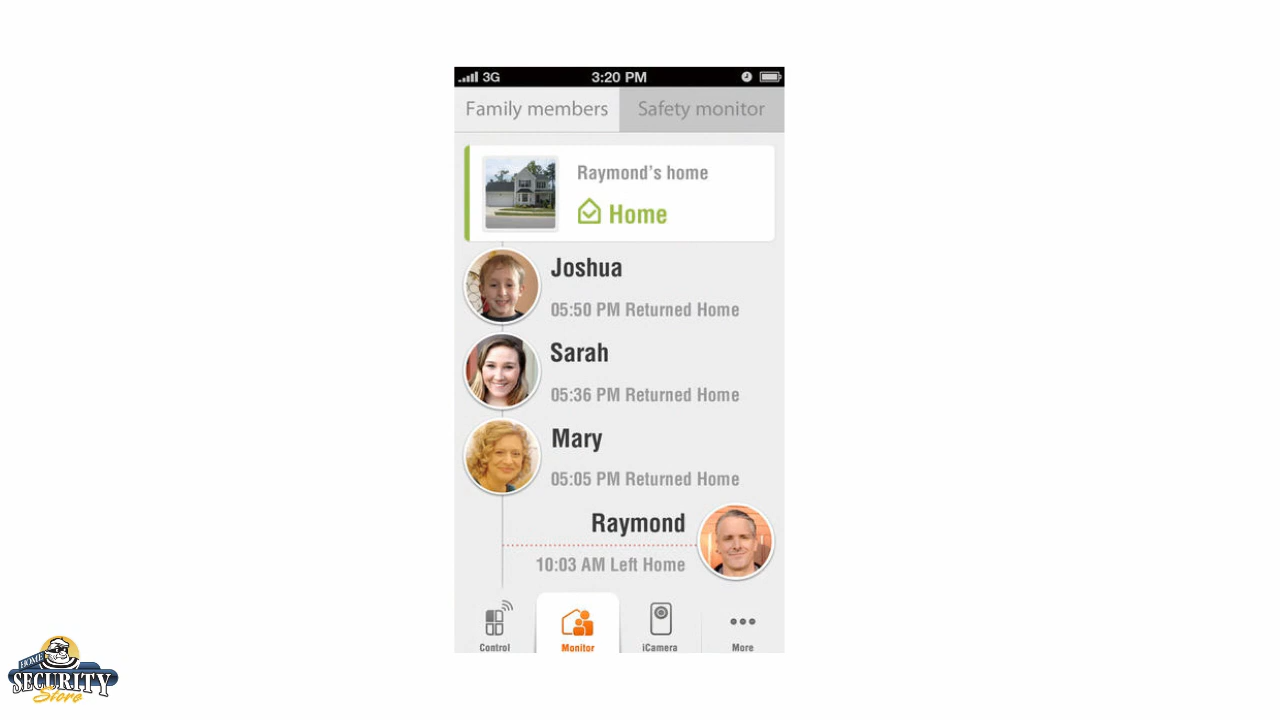 3G 3:20 PM
Family members Safety monitor
Raymond's home
Home
Joshua
05:50 PM Returned Home
Sarah
05:36 PM Returned Home
Mary
05:05 PM Returned Home
Raymond
10:03 AM Left Home
Control Monitor iCamera More
HOME
SECURITY
Store